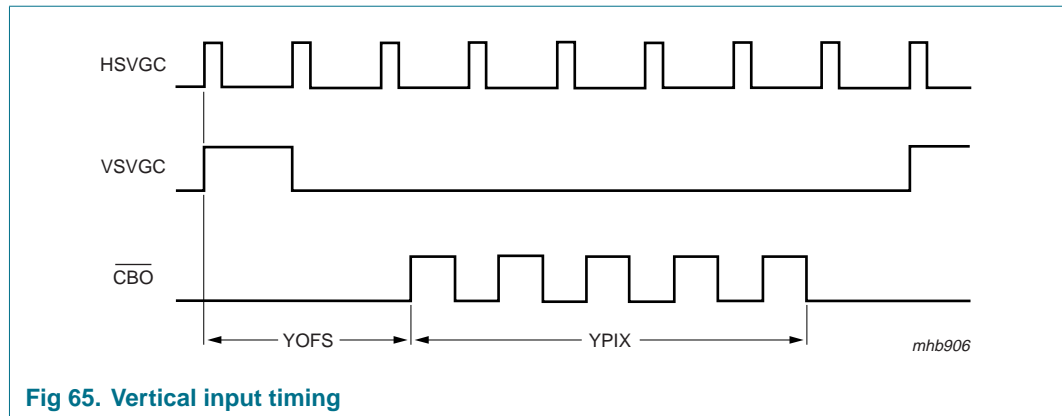 HSVGC
VSVGC
CBO
YOFS
YPIX
mhb906
Fig 65. Vertical input timing